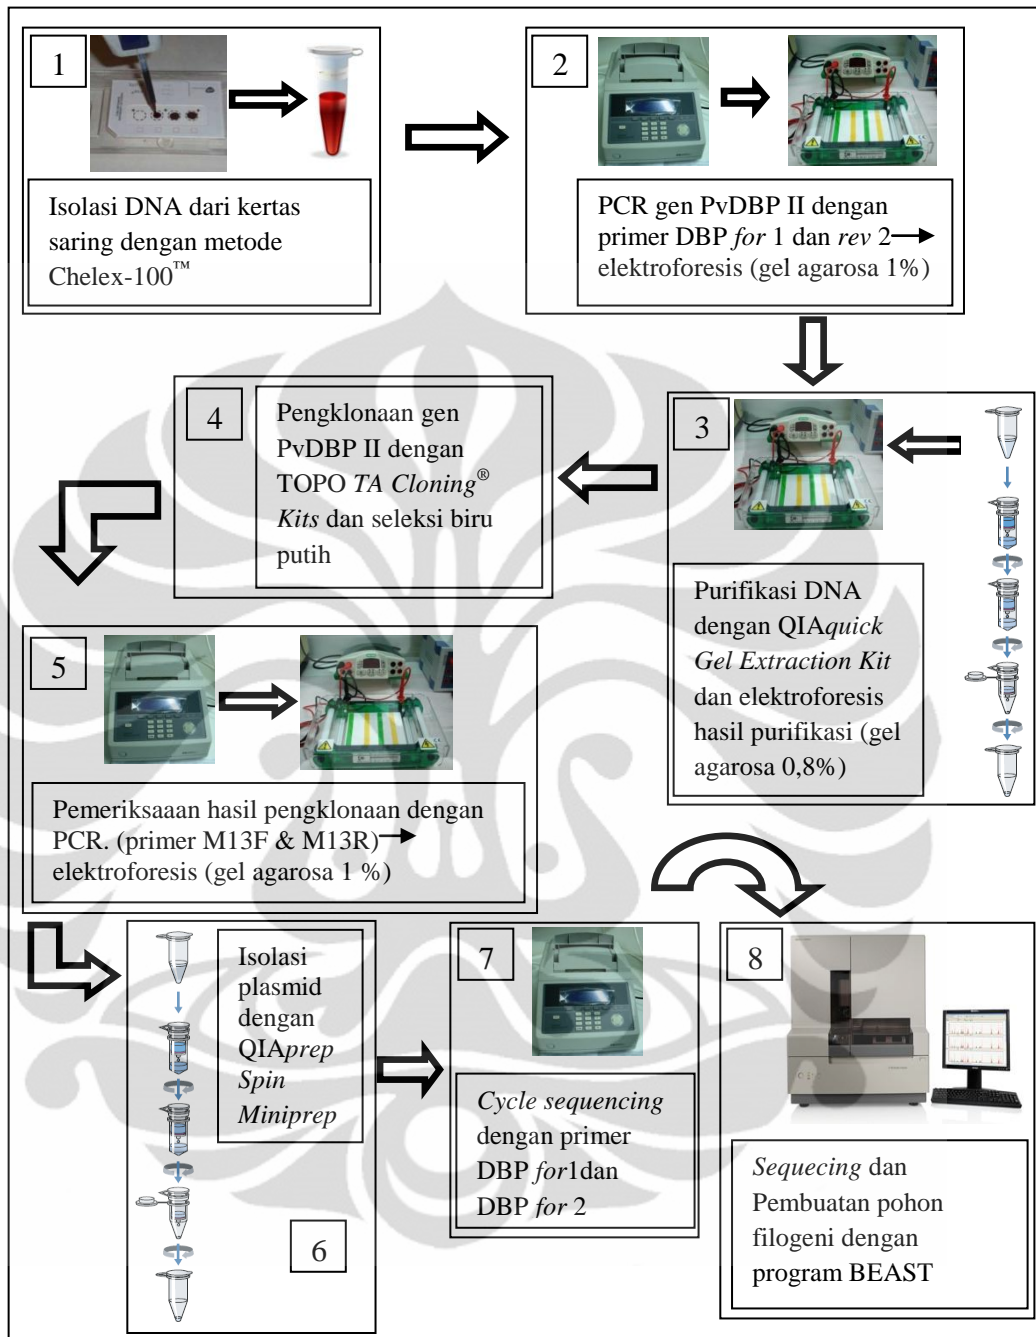 1
Isolasi DNA dari kertas
saring dengan metode
Chelex-100™
2
PCR gen PvDBP II dengan
primer DBP for 1 dan rev 2→
elektroforesis (gel agarosa 1%)
3
Purifikasi DNA
dengan QIAquick
Gel Extraction Kit
dan elektroforesis
hasil purifikasi (gel
agarosa 0,8%)
4
Pengklonaan gen
PvDBP II dengan
TOPO TA Cloning®
Kits dan seleksi biru
putih
5
Pemeriksaaan hasil pengklonaan dengan
PCR. (primer M13F & M13R)→
elektroforesis (gel agarosa 1 %)
Isolasi
plasmid
dengan
QIAprep
Spin
Miniprep
6
7
Cycle sequencing
dengan primer
DBP for1dan
DBP for 2
8
Sequecing dan
Pembuatan pohon
filogeni dengan
program BEAST